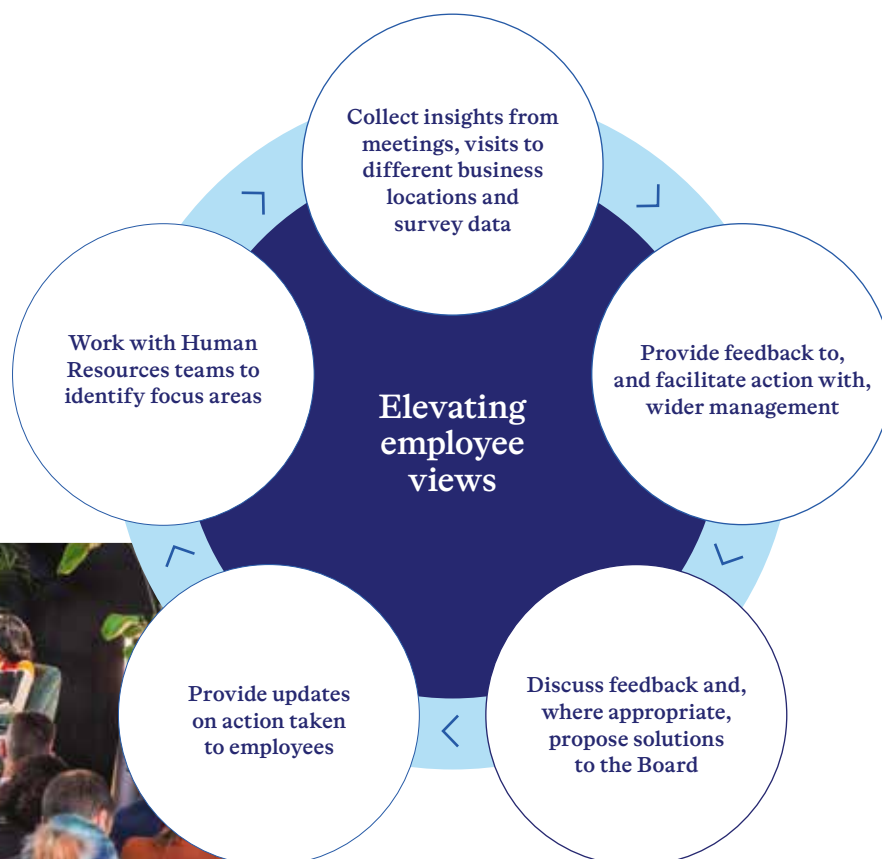 Collect insights from
meetings, visits to
different business
locations and
survey data
Work with Human
Resources teams to
identify focus areas
Provide feedback to,
and facilitate action with,
wider management
Elevating
employee
views
Provide updates
on action taken
to employees
Discuss feedback and,
where appropriate,
propose solutions
to the Board